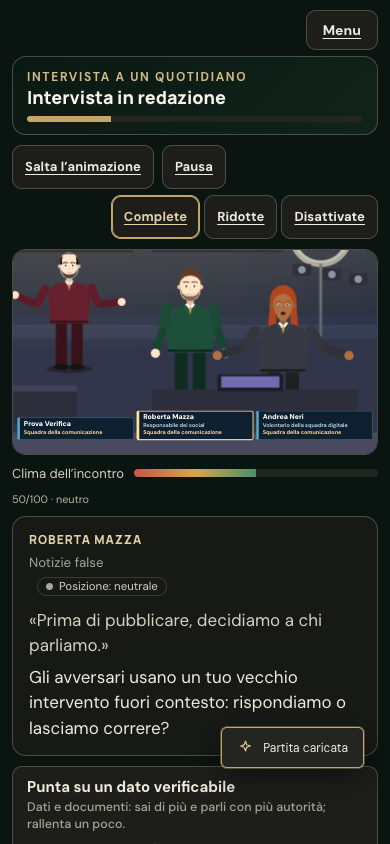 Menu
INTERVISTA A UN QUOTIDIANO
Intervista in redazione
Salta l’animazione
Pausa
Complete
Ridotte
Disattivate
Prova Verifica
Squadra della comunicazione
Roberta Mazza
Responsabile dei social
Squadra della comunicazione
Andrea Neri
Volontario della squadra digitale
Squadra della comunicazione
Clima dell’incontro
50/100 · neutro
ROBERTA MAZZA
Notizie false
Posizione: neutrale
«Prima di pubblicare, decidiamo a chi
parliamo.»
Gli avversari usano un tuo vecchio
intervento fuori contesto: rispondiamo o
lasciamo correre?
Partita caricata
Punta su un dato verificabile
Dati e documenti: sai di più e parli con più autorità;
rallenta un poco.